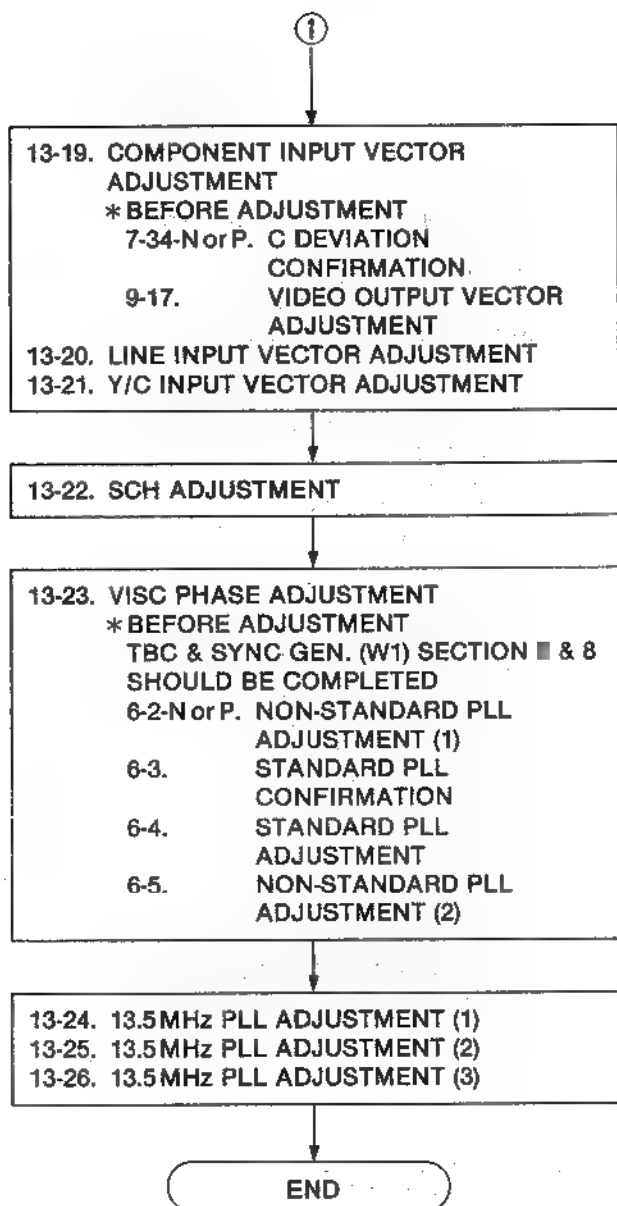 1
13-19. COMPONENT INPUT VECTOR
ADJUSTMENT
*BEFORE ADJUSTMENT
7-34-N or P. C DEVIATION
CONFIRMATION
9-17. VIDEO OUTPUT VECTOR
ADJUSTMENT
13-20. LINE INPUT VECTOR ADJUSTMENT
13-21. Y/C INPUT VECTOR ADJUSTMENT
13-22. SCH ADJUSTMENT
13-23. VISC PHASE ADJUSTMENT
*BEFORE ADJUSTMENT
TBC & SYNC GEN. (W1) SECTION & 8
SHOULD BE COMPLETED
6-2-N or P. NON-STANDARD PLL
ADJUSTMENT (1)
6-3. STANDARD PLL
CONFIRMATION
6-4. STANDARD PLL
ADJUSTMENT
6-5. NON-STANDARD PLL
ADJUSTMENT (2)
13-24. 13.5MHz PLL ADJUSTMENT (1)
13-25. 13.5MHz PLL ADJUSTMENT (2)
13-26. 13.5MHz PLL ADJUSTMENT (3)
END